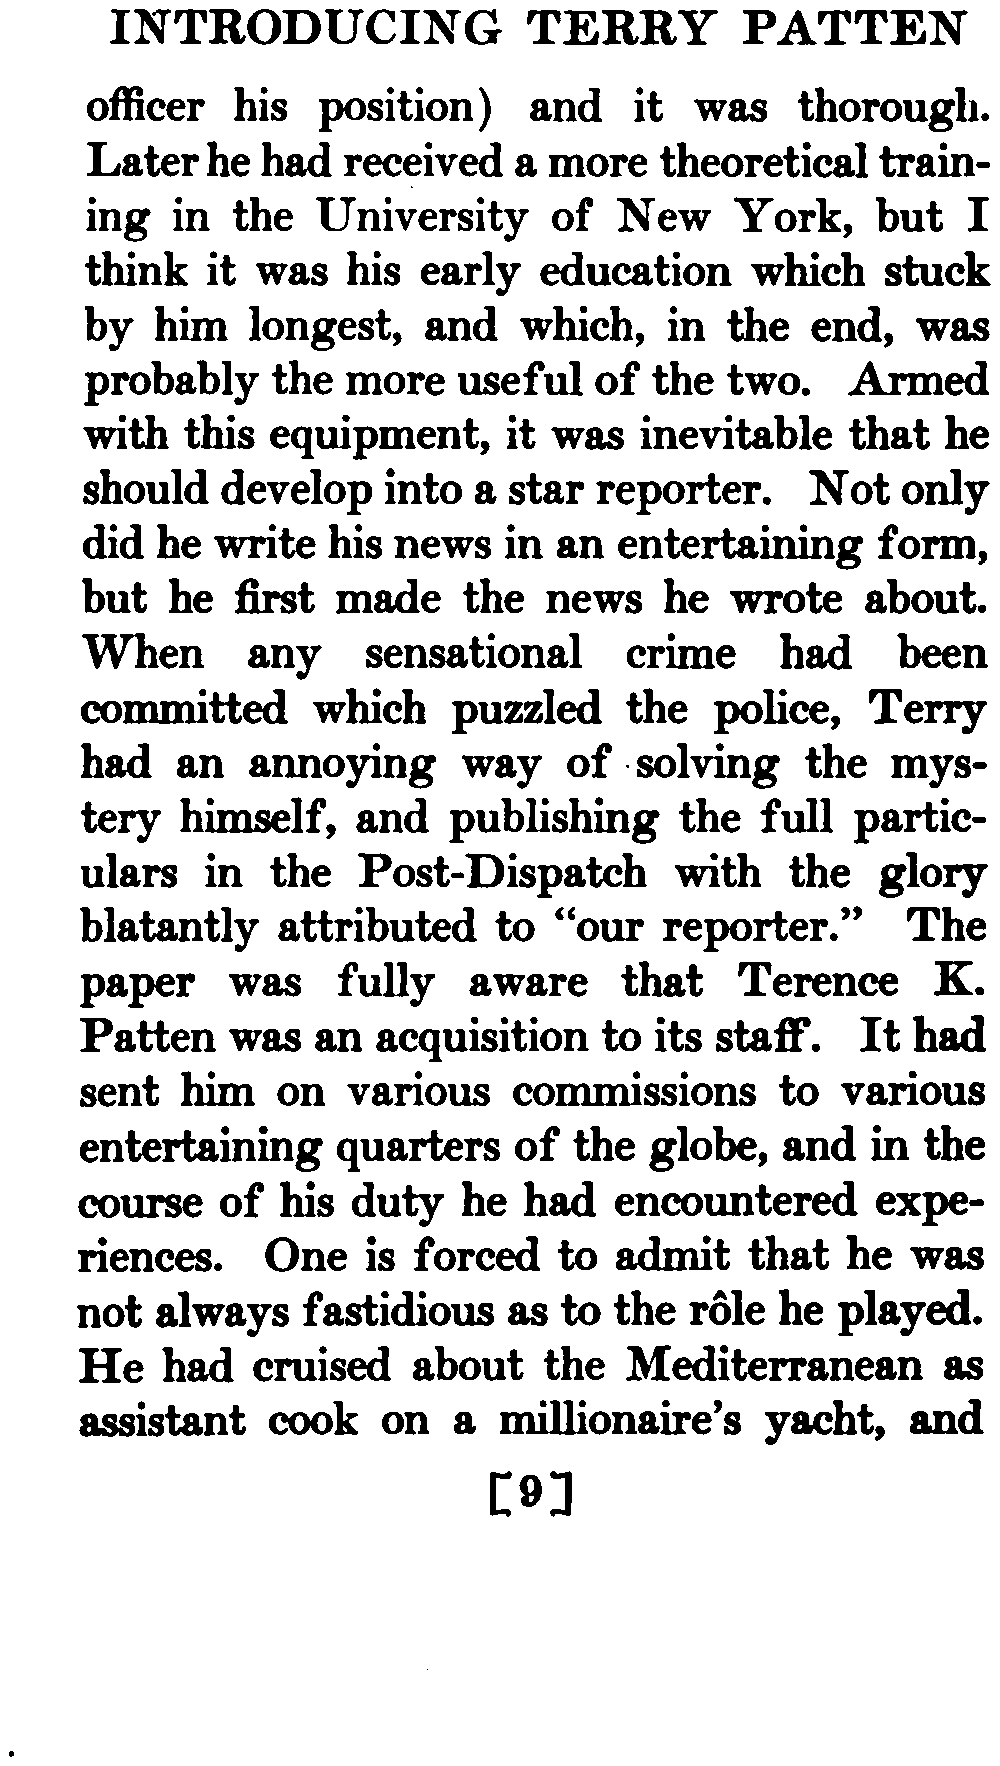 INTRODUCING TERRY PATTEN
officer his position) and it was thorough.
Later he had received a more theoretical train-
ing in the University of New York, but I
think it was his early education which stuck
by him longest, and which, in the end, was
probably the more useful of the two. Armed
with this equipment, it was inevitable that he
should develop into a star reporter. Not only
did he write his news in an entertaining form,
but he first made the news he wrote about.
When any sensational crime had been
committed which puzzled the police, Terry
had an annoying way of solving the mys-
tery himself, and publishing the full partic-
ulars in the Post-Dispatch with the glory
blatantly attributed to “our reporter.” The
paper was fully aware that Terence K.
Patten was an acquisition to its staff. It had
sent him on various commissions to various
entertaining quarters of the globe, and in the
course of his duty he had encountered expe-
riences. One is forced to admit that he was
not always fastidious as to the rôle he played.
He had cruised about the Mediterranean as
assistant cook on a millionaire's yacht, and
[9]